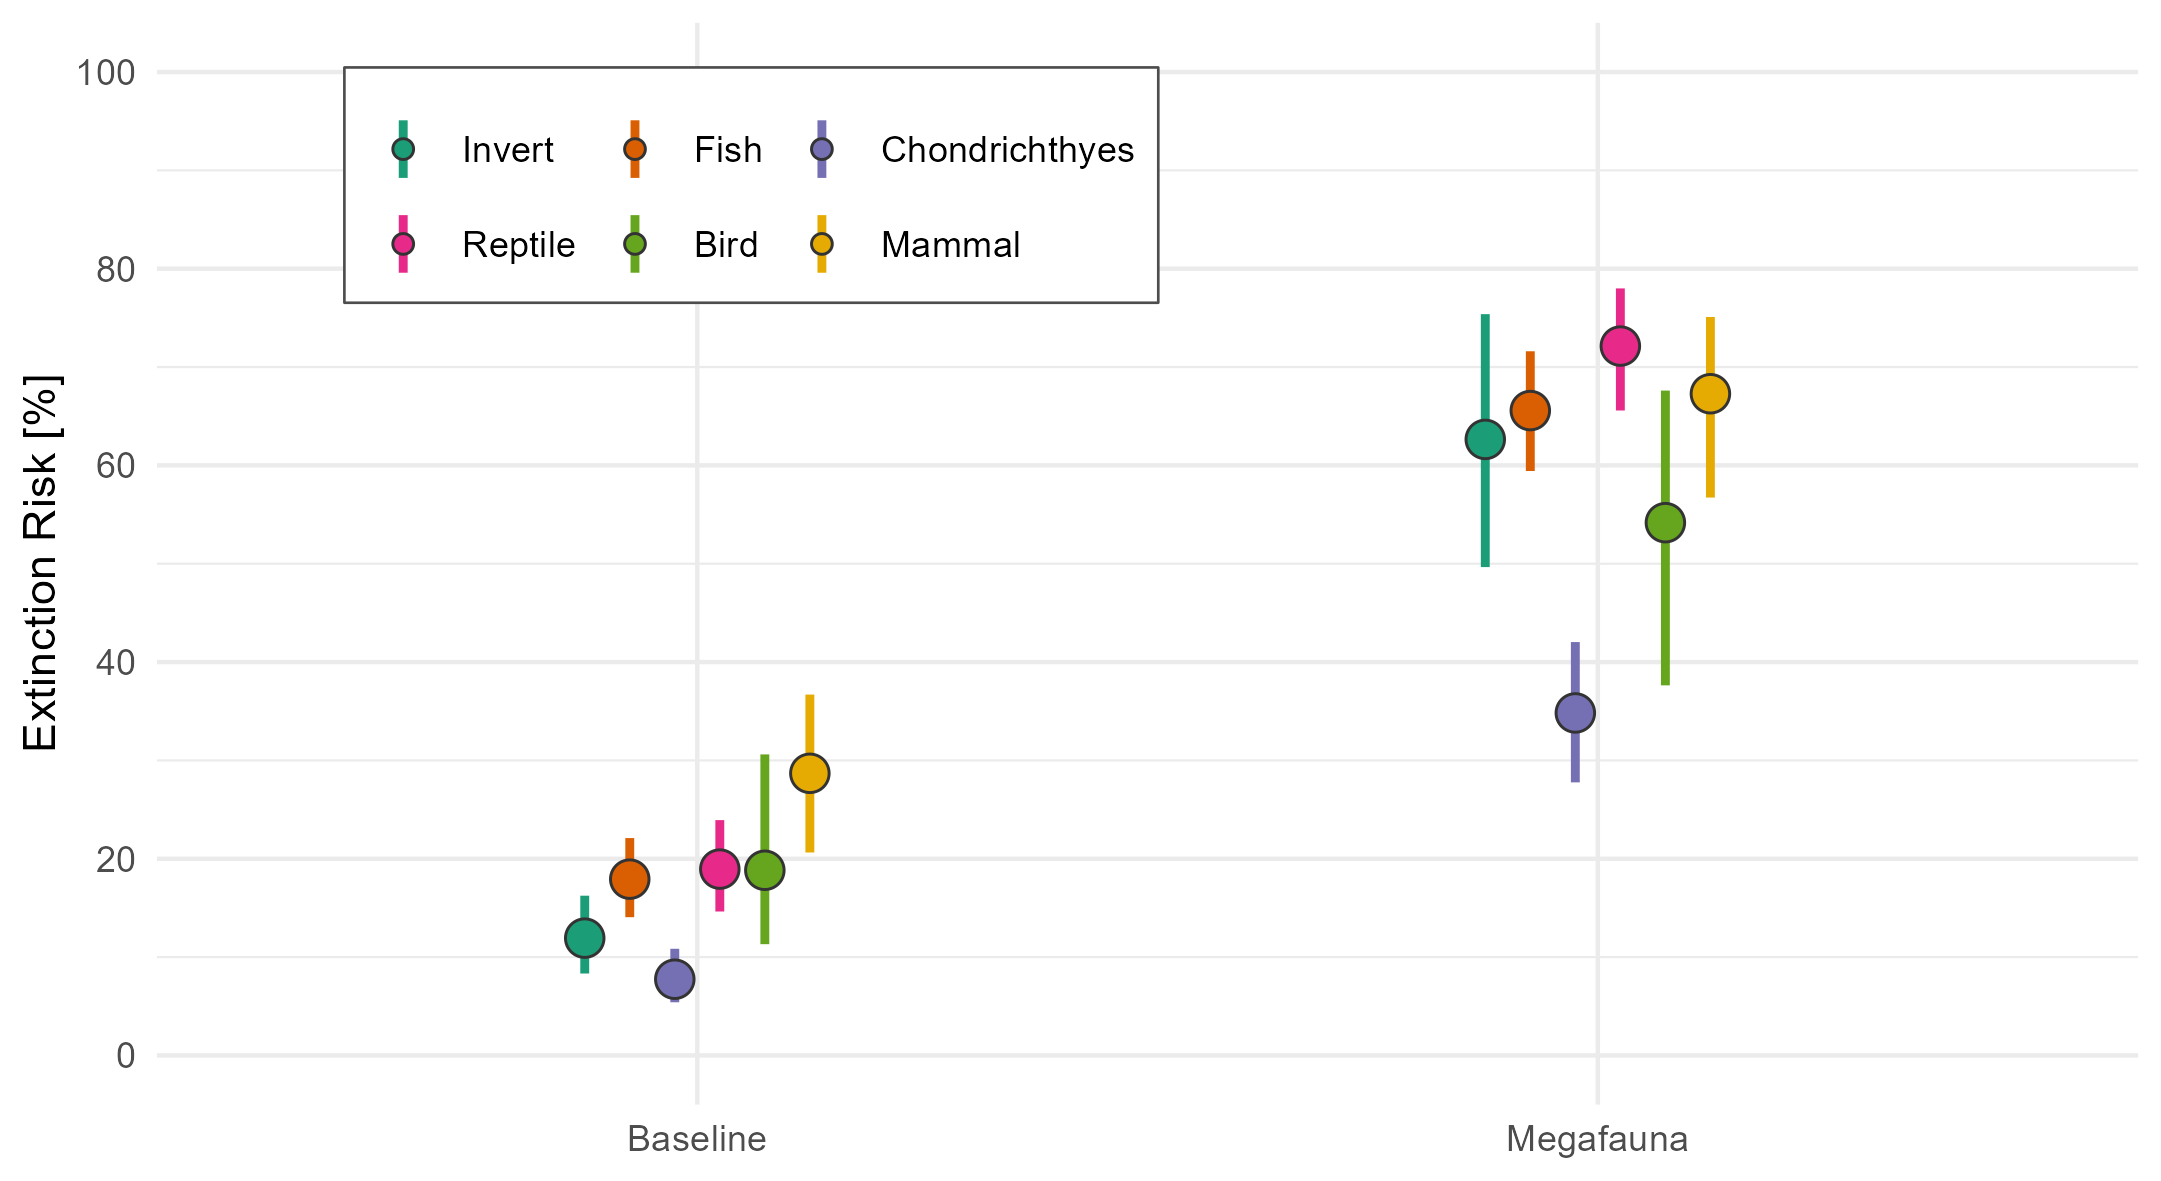 Extinction Risk [%]
100
80
60
40
20
0
Invert Fish Chondrichthyes
Reptile Bird Mammal
Baseline Megafauna